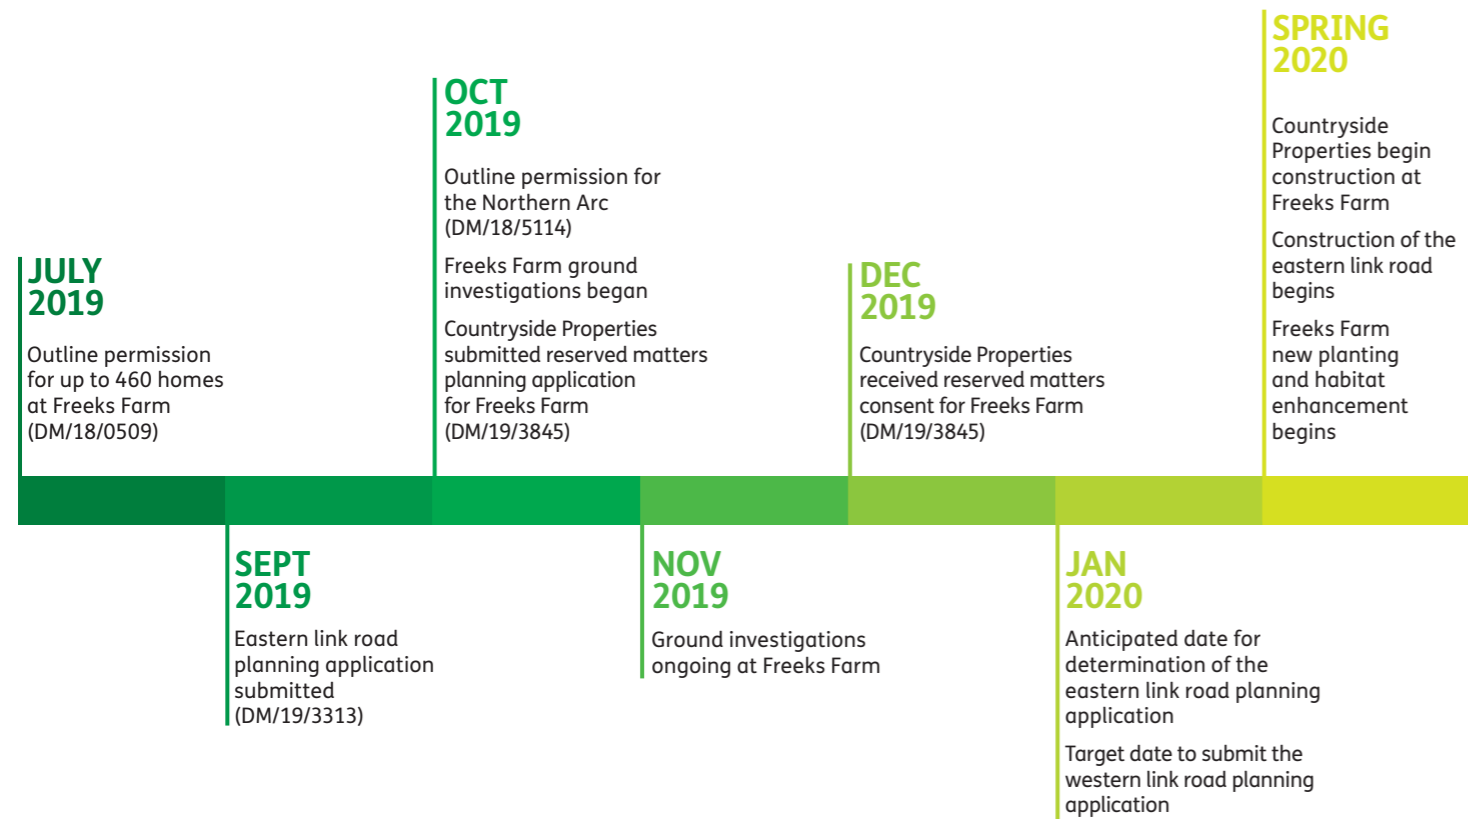 JULY
2019
Outline permission
for up to 460 homes
at Freeks Farm
(DM/18/0509)
SEPT
2019
Eastern link road
planning application
submitted
(DM/19/3313)
OCT
2019
Outline permission for
the Northern Arc
(DM/18/5114)
Freeks Farm ground
investigations began
Countryside Properties
submitted reserved matters
planning application
for Freeks Farm
(DM/19/3845)
NOV
2019
Ground investigations
ongoing at Freeks Farm
DEC
2019
Countryside Properties
received reserved matters
consent for Freeks Farm
(DM/19/3845)
JAN
2020
Anticipated date for
determination of the
eastern link road planning
application
Target date to submit the
western link road planning
application
SPRING
2020
Countryside
Properties begin
construction at
Freeks Farm
Construction of the
eastern link road
begins
Freeks Farm
new planting
and habitat
enhancement
begins